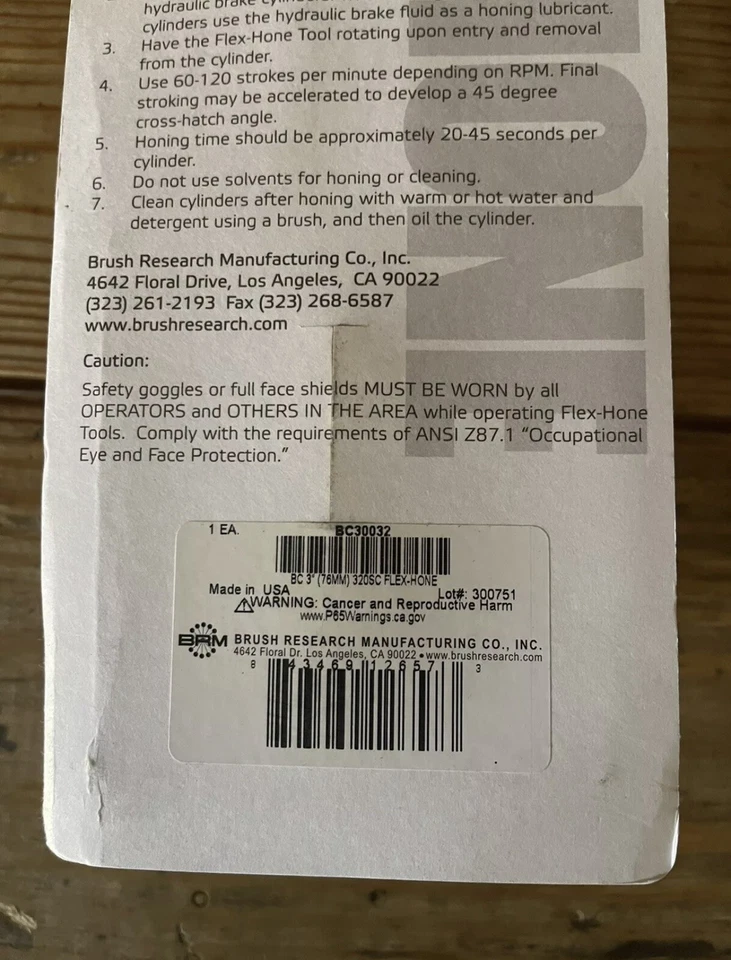 hydraulic brake
cylinders use the hydraulic brake fluid as a honing lubricant.
3. Have the Flex-Hone Tool rotating upon entry and removal
from the cylinder.
4. Use 60-120 strokes per minute depending on RPM. Final
stroking may be accelerated to develop a 45 degree
cross-hatch angle.
5. Honing time should be approximately 20-45 seconds per
cylinder.
6. Do not use solvents for honing or cleaning.
7. Clean cylinders after honing with warm or hot water and
detergent using a brush, and then oil the cylinder.
Brush Research Manufacturing Co., Inc.
4642 Floral Drive, Los Angeles, CA 90022
(323) 261-2193 Fax (323) 268-6587
www.brushresearch.com
Caution:
Safety goggles or full face shields MUST BE WORN by all
OPERATORS and OTHERS IN THE AREA while operating Flex-Hone
Tools. Comply with the requirements of ANSI Z87.1 “Occupational
Eye and Face Protection.”
1 EA. BC30032
BC 3" (76MM) 320SC FLEX-HONE
Made in USA Lot#: 300751
⚠WARNING: Cancer and Reproductive Harm
www.P65Warnings.ca.gov
BRM BRUSH RESEARCH MANUFACTURING CO., INC.
4642 Floral Dr. Los Angeles, CA 90022 • www.brushresearch.com
8 43469 12657 3